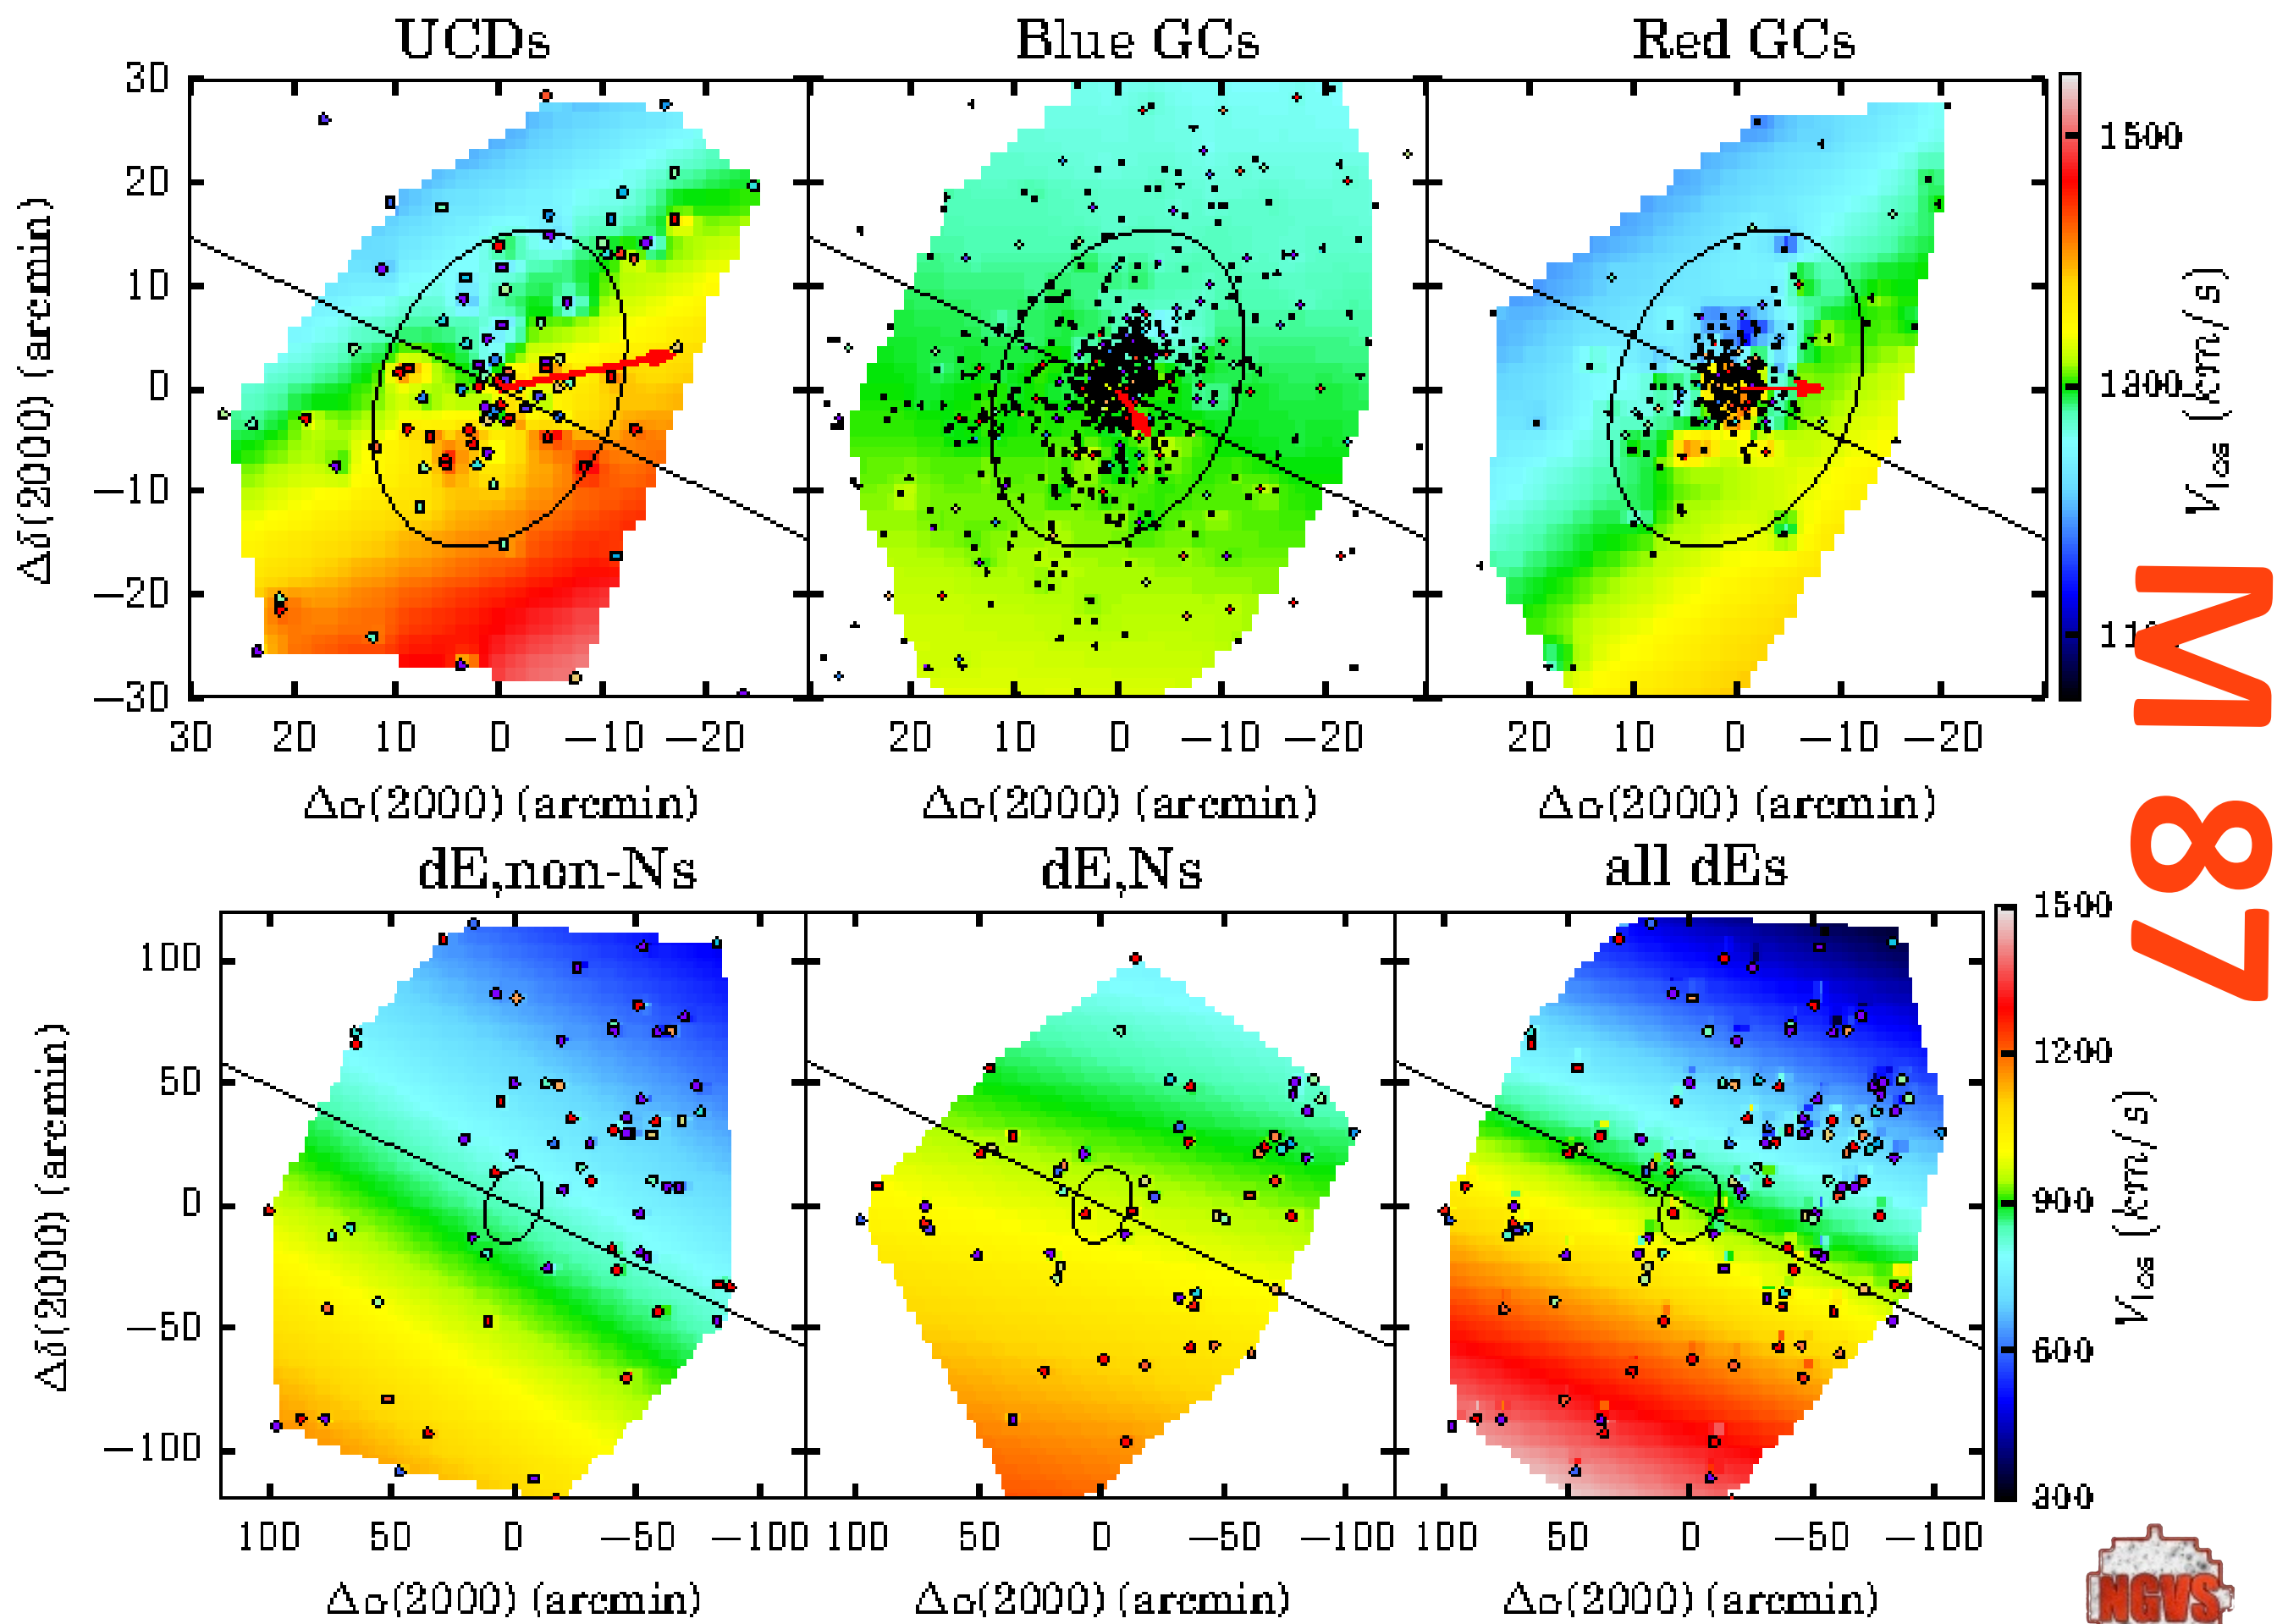 UCDs Blue GCs Red GCs
30
20
10
0
−10
−20
−30
Δδ(2000) (arcmin)
30 20 10 0 −10 −20
20 10 0 −10 −20
20 10 0 −10 −20
Δα(2000) (arcmin) Δα(2000) (arcmin) Δα(2000) (arcmin)
1500
1300
V_los (km/s)
M 87
dE,non-Ns dE,Ns all dEs
100
50
0
−50
−100
Δδ(2000) (arcmin)
100 50 0 −50 −100
100 50 0 −50 −100
100 50 0 −50 −100
Δα(2000) (arcmin) Δα(2000) (arcmin) Δα(2000) (arcmin)
1500
1200
900
600
300
V_los (km/s)
NGVS